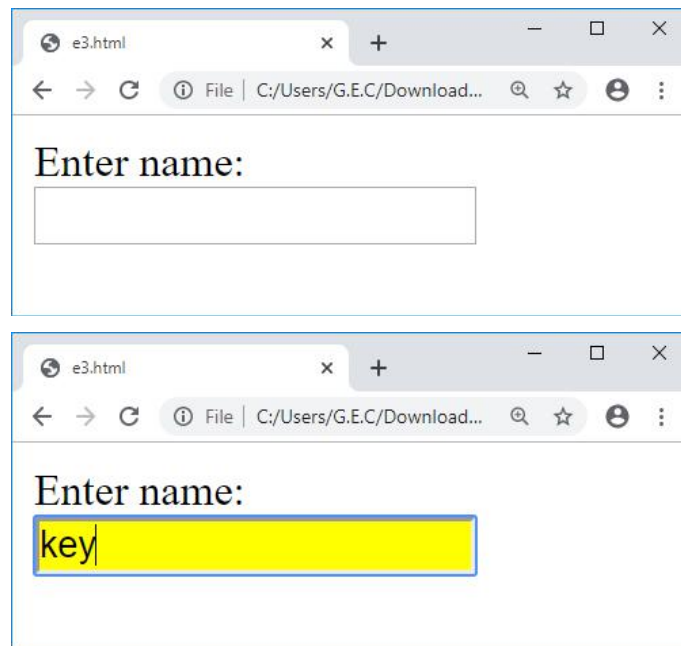 e3.html
File | C:/Users/G.E.C/Download...
Enter name:
e3.html
File | C:/Users/G.E.C/Download...
Enter name:
key